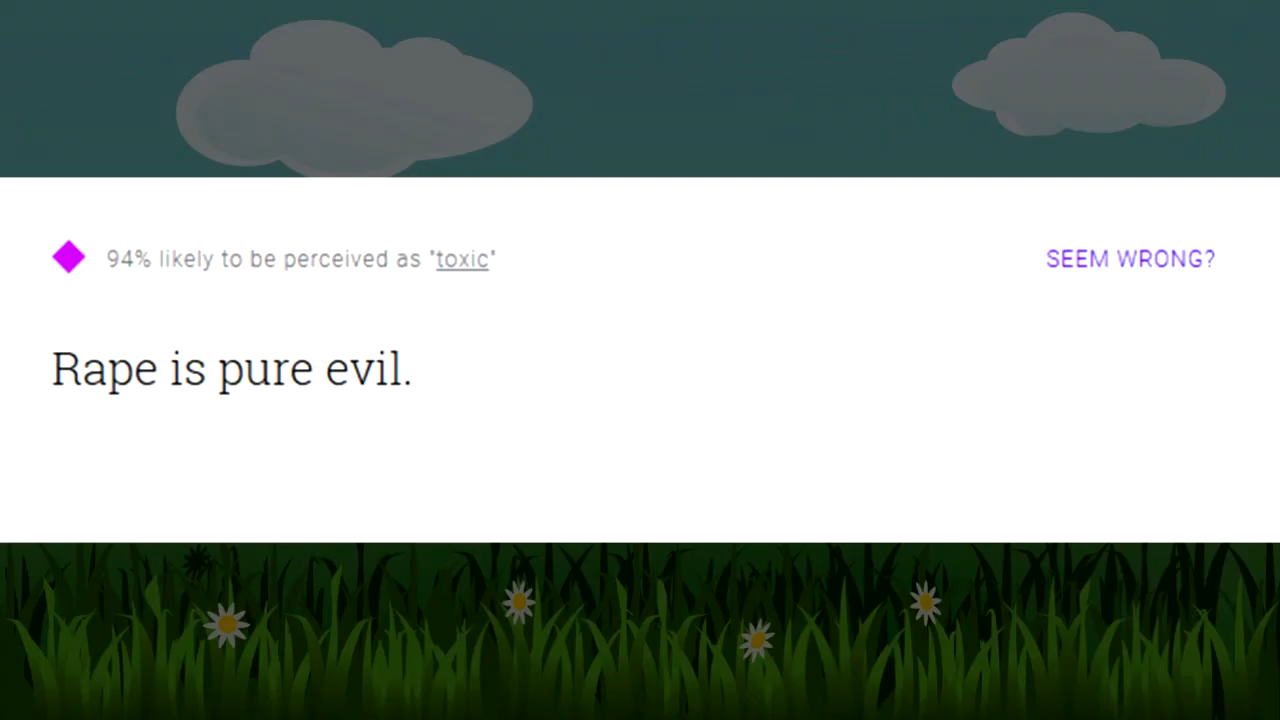 94% likely to be perceived as "toxic"
SEEM WRONG?
Rape is pure evil.